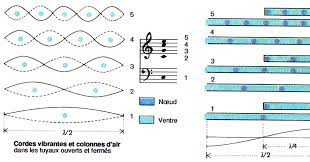 5
5
4
3
2
1
5
4
3
2
1
5
4
3
2
1
Nœud
Ventre
λ/2
λ/2
λ/4
Cordes vibrantes et colonnes d'air
dans les tuyaux ouverts et fermés